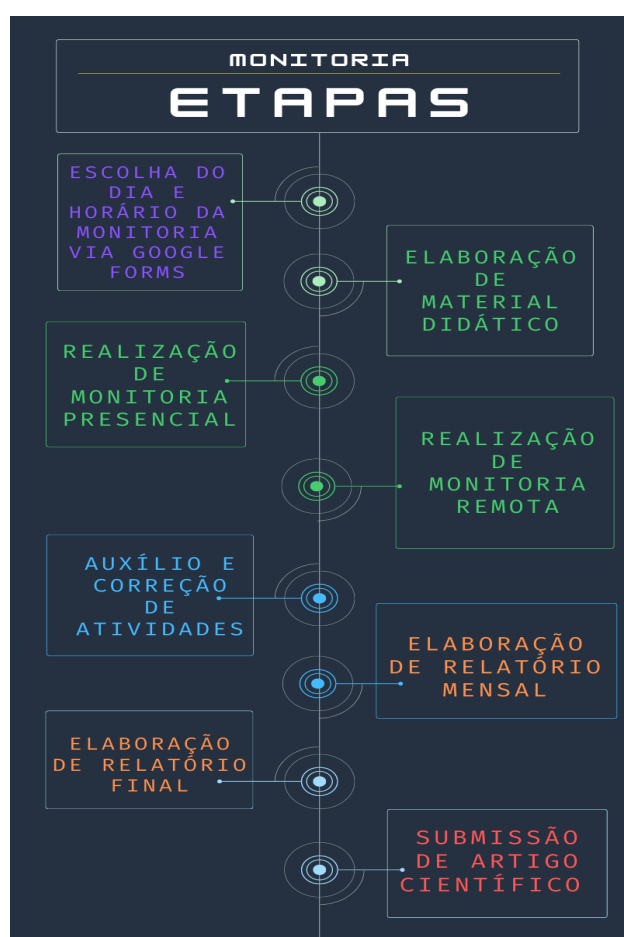 MONITORIA
ETAPAS
ESCOLHA DO
DIA E
HORÁRIO DA
MONITORIA
VIA GOOGLE
FORMS
ELABORAÇÃO
DE
MATERIAL
DIDÁTICO
REALIZAÇÃO
DE
MONITORIA
PRESENCIAL
REALIZAÇÃO
DE
MONITORIA
REMOTA
AUXÍLIO E
CORREÇÃO
DE
ATIVIDADES
ELABORAÇÃO
DE RELATÓRIO
MENSAL
ELABORAÇÃO
DE RELATÓRIO
FINAL
SUBMISSÃO
DE ARTIGO
CIENTÍFICO